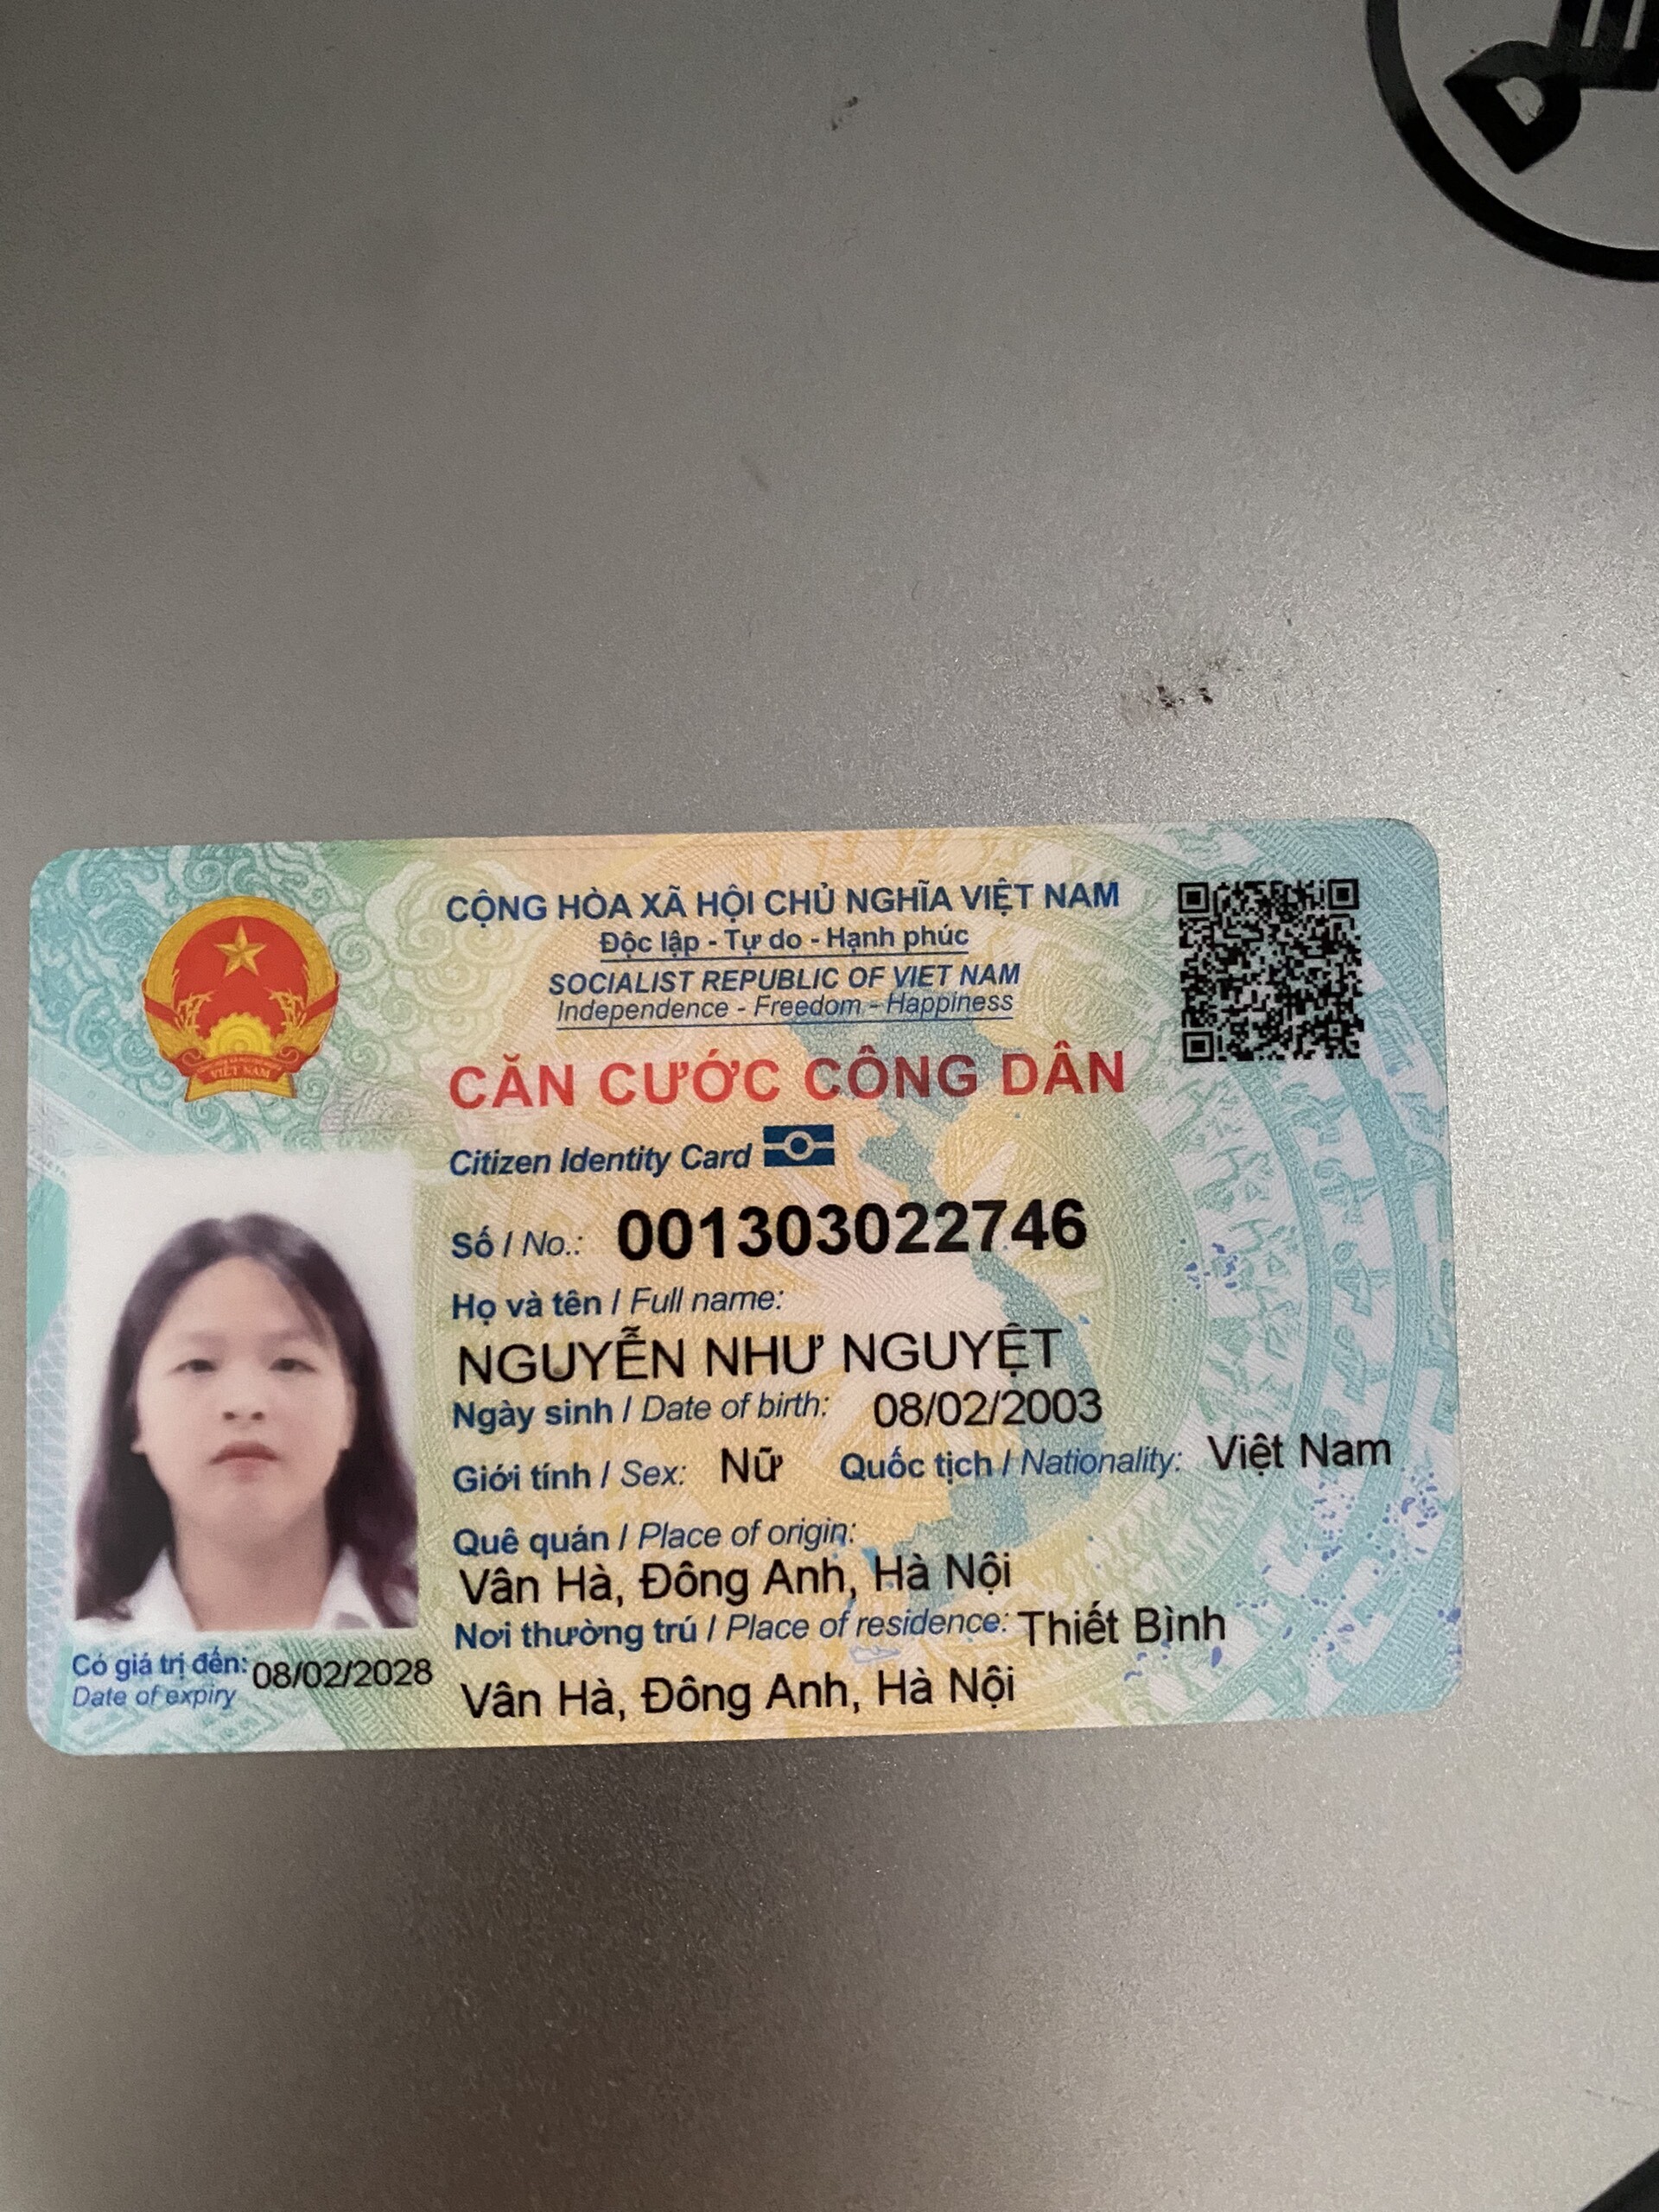 CỘNG HÒA XÃ HỘI CHỦ NGHĨA VIỆT NAM
Độc lập - Tự do - Hạnh phúc
SOCIALIST REPUBLIC OF VIET NAM
Independence - Freedom - Happiness
CĂN CƯỚC CÔNG DÂN
Citizen Identity Card
Số / No.: 001303022746
Họ và tên / Full name:
NGUYỄN NHƯ NGUYỆT
Ngày sinh / Date of birth: 08/02/2003
Giới tính / Sex: Nữ Quốc tịch / Nationality: Việt Nam
Quê quán / Place of origin:
Vân Hà, Đông Anh, Hà Nội
Nơi thường trú / Place of residence: Thiết Bình
Vân Hà, Đông Anh, Hà Nội
Có giá trị đến: 08/02/2028
Date of expiry
VIỆT NAM